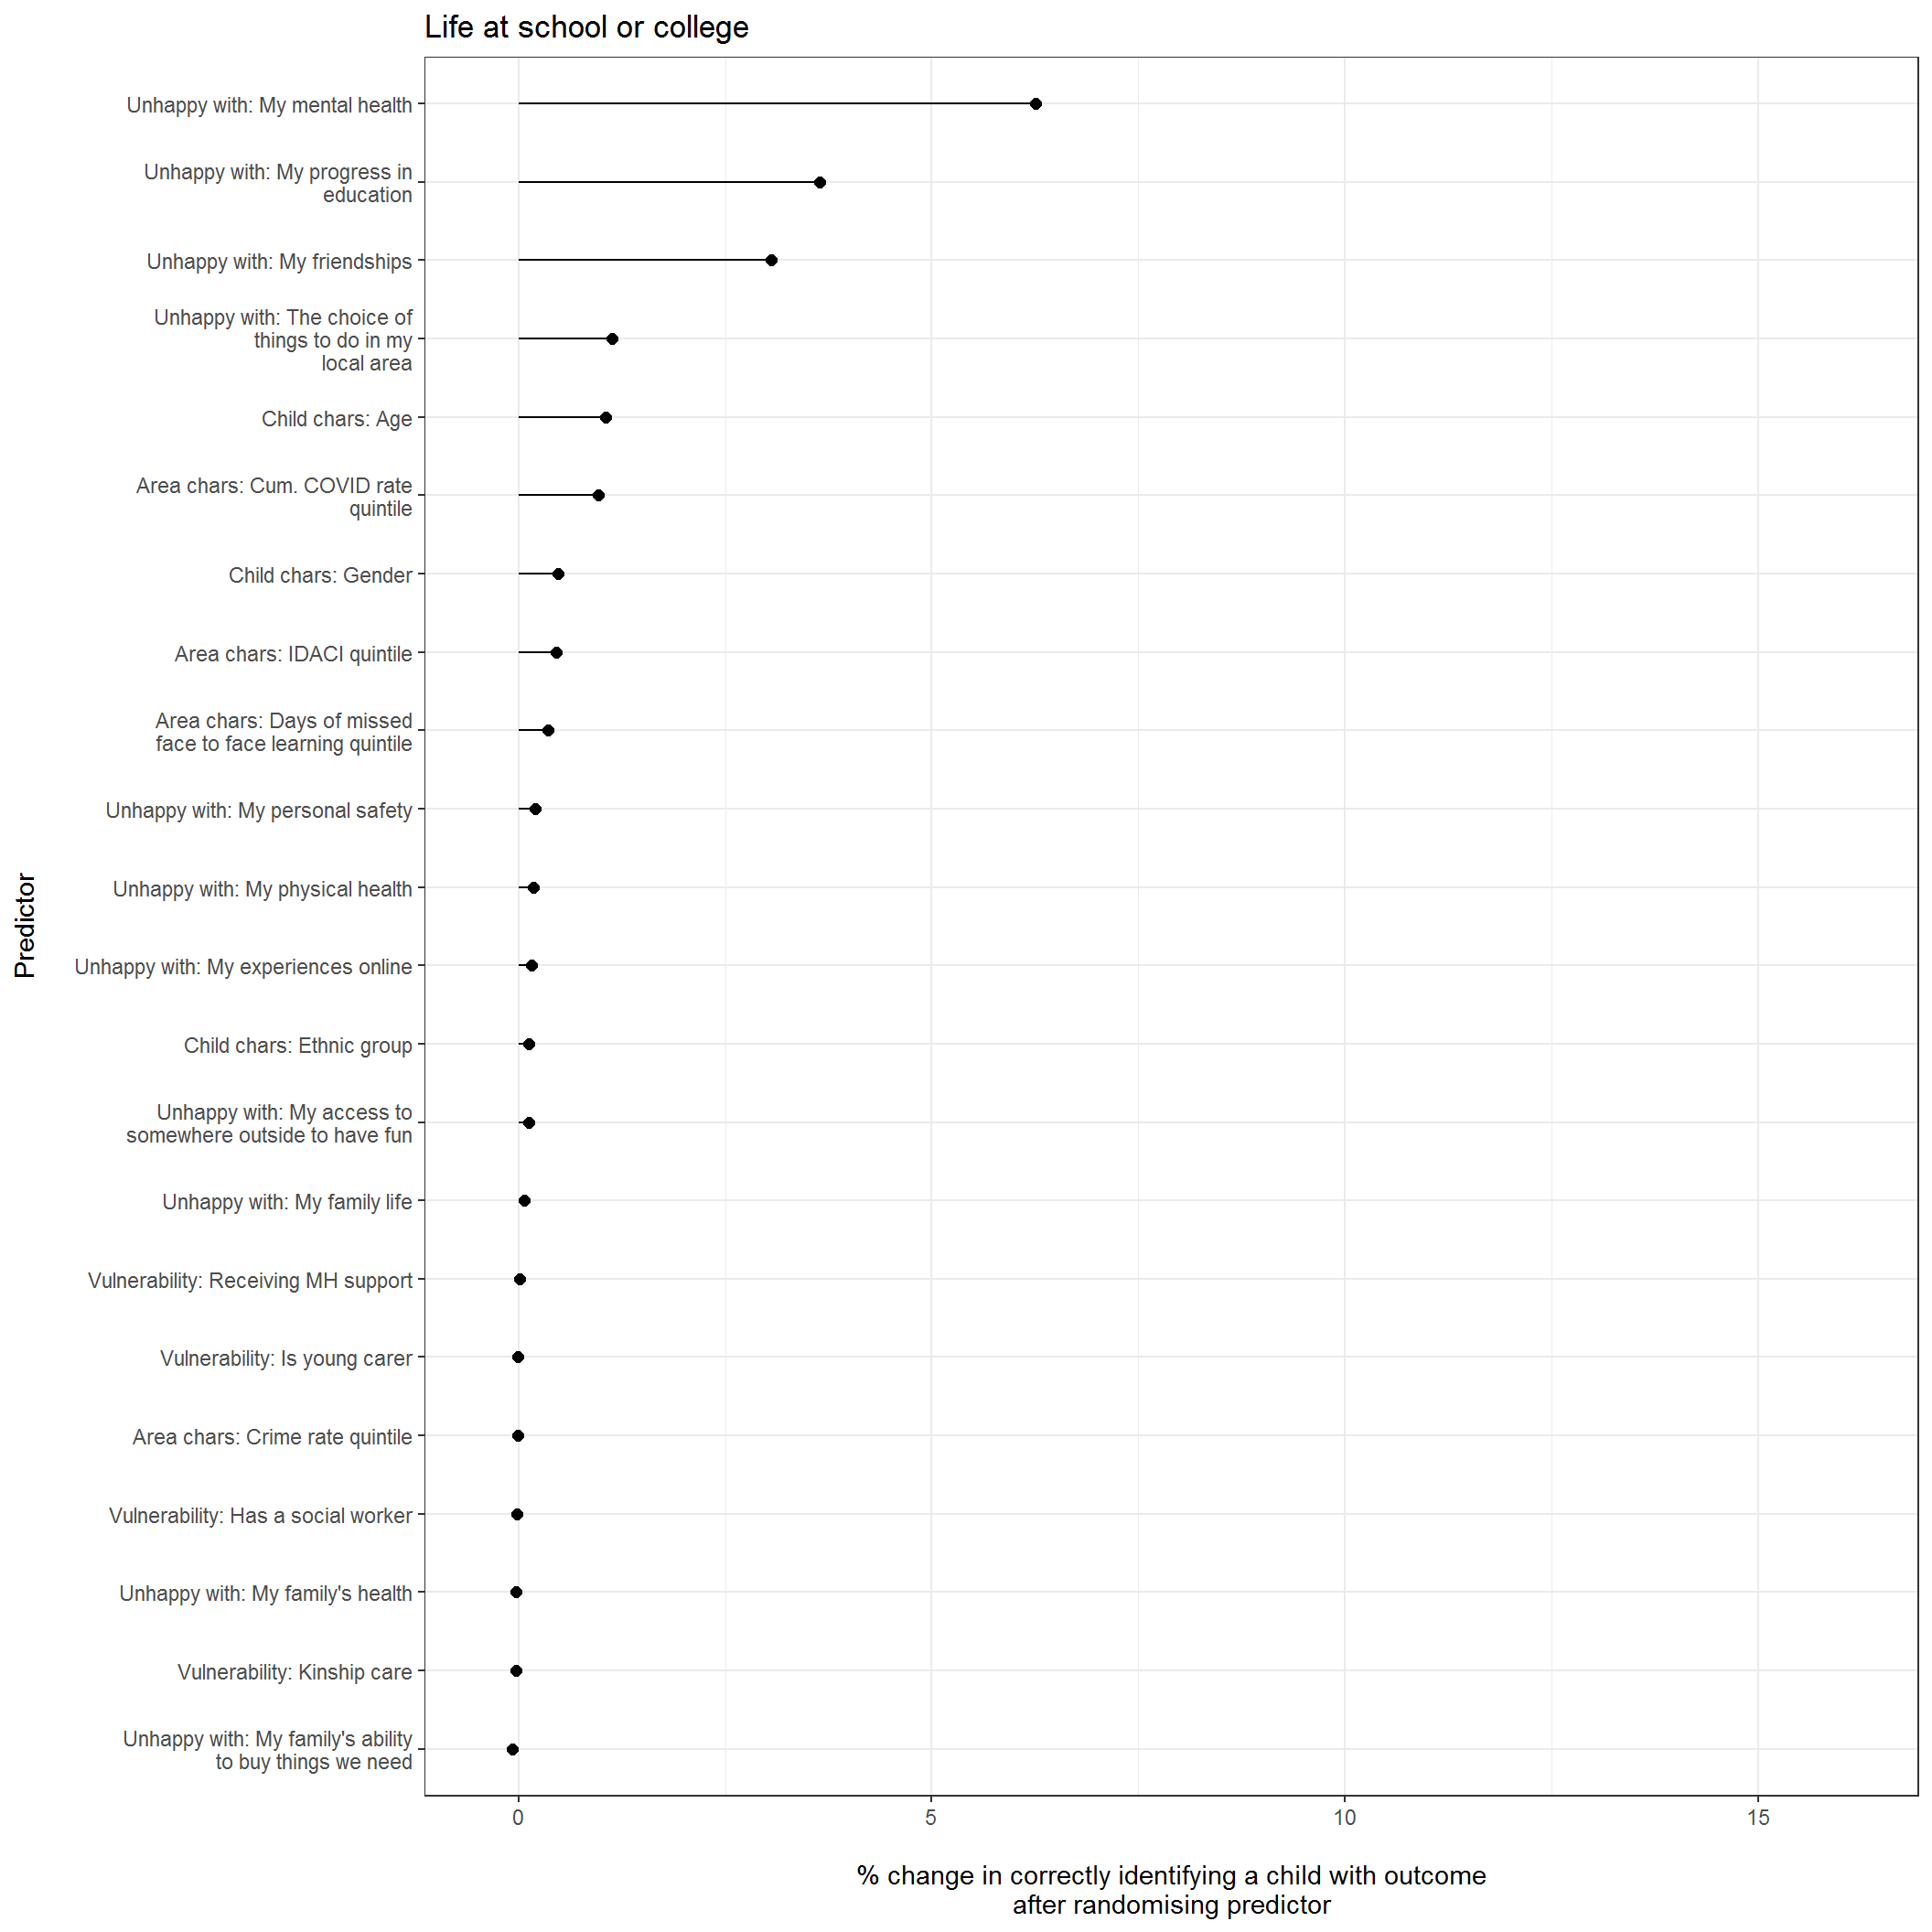 Life at school or college
Unhappy with: My mental health
Unhappy with: My progress in
education
Unhappy with: My friendships
Unhappy with: The choice of
things to do in my
local area
Child chars: Age
Area chars: Cum. COVID rate
quintile
Child chars: Gender
Area chars: IDACI quintile
Area chars: Days of missed
face to face learning quintile
Unhappy with: My personal safety
Unhappy with: My physical health
Unhappy with: My experiences online
Child chars: Ethnic group
Unhappy with: My access to
somewhere outside to have fun
Unhappy with: My family life
Vulnerability: Receiving MH support
Vulnerability: Is young carer
Area chars: Crime rate quintile
Vulnerability: Has a social worker
Unhappy with: My family's health
Vulnerability: Kinship care
Unhappy with: My family's ability
to buy things we need
Predictor
0 5 10 15
% change in correctly identifying a child with outcome
after randomising predictor